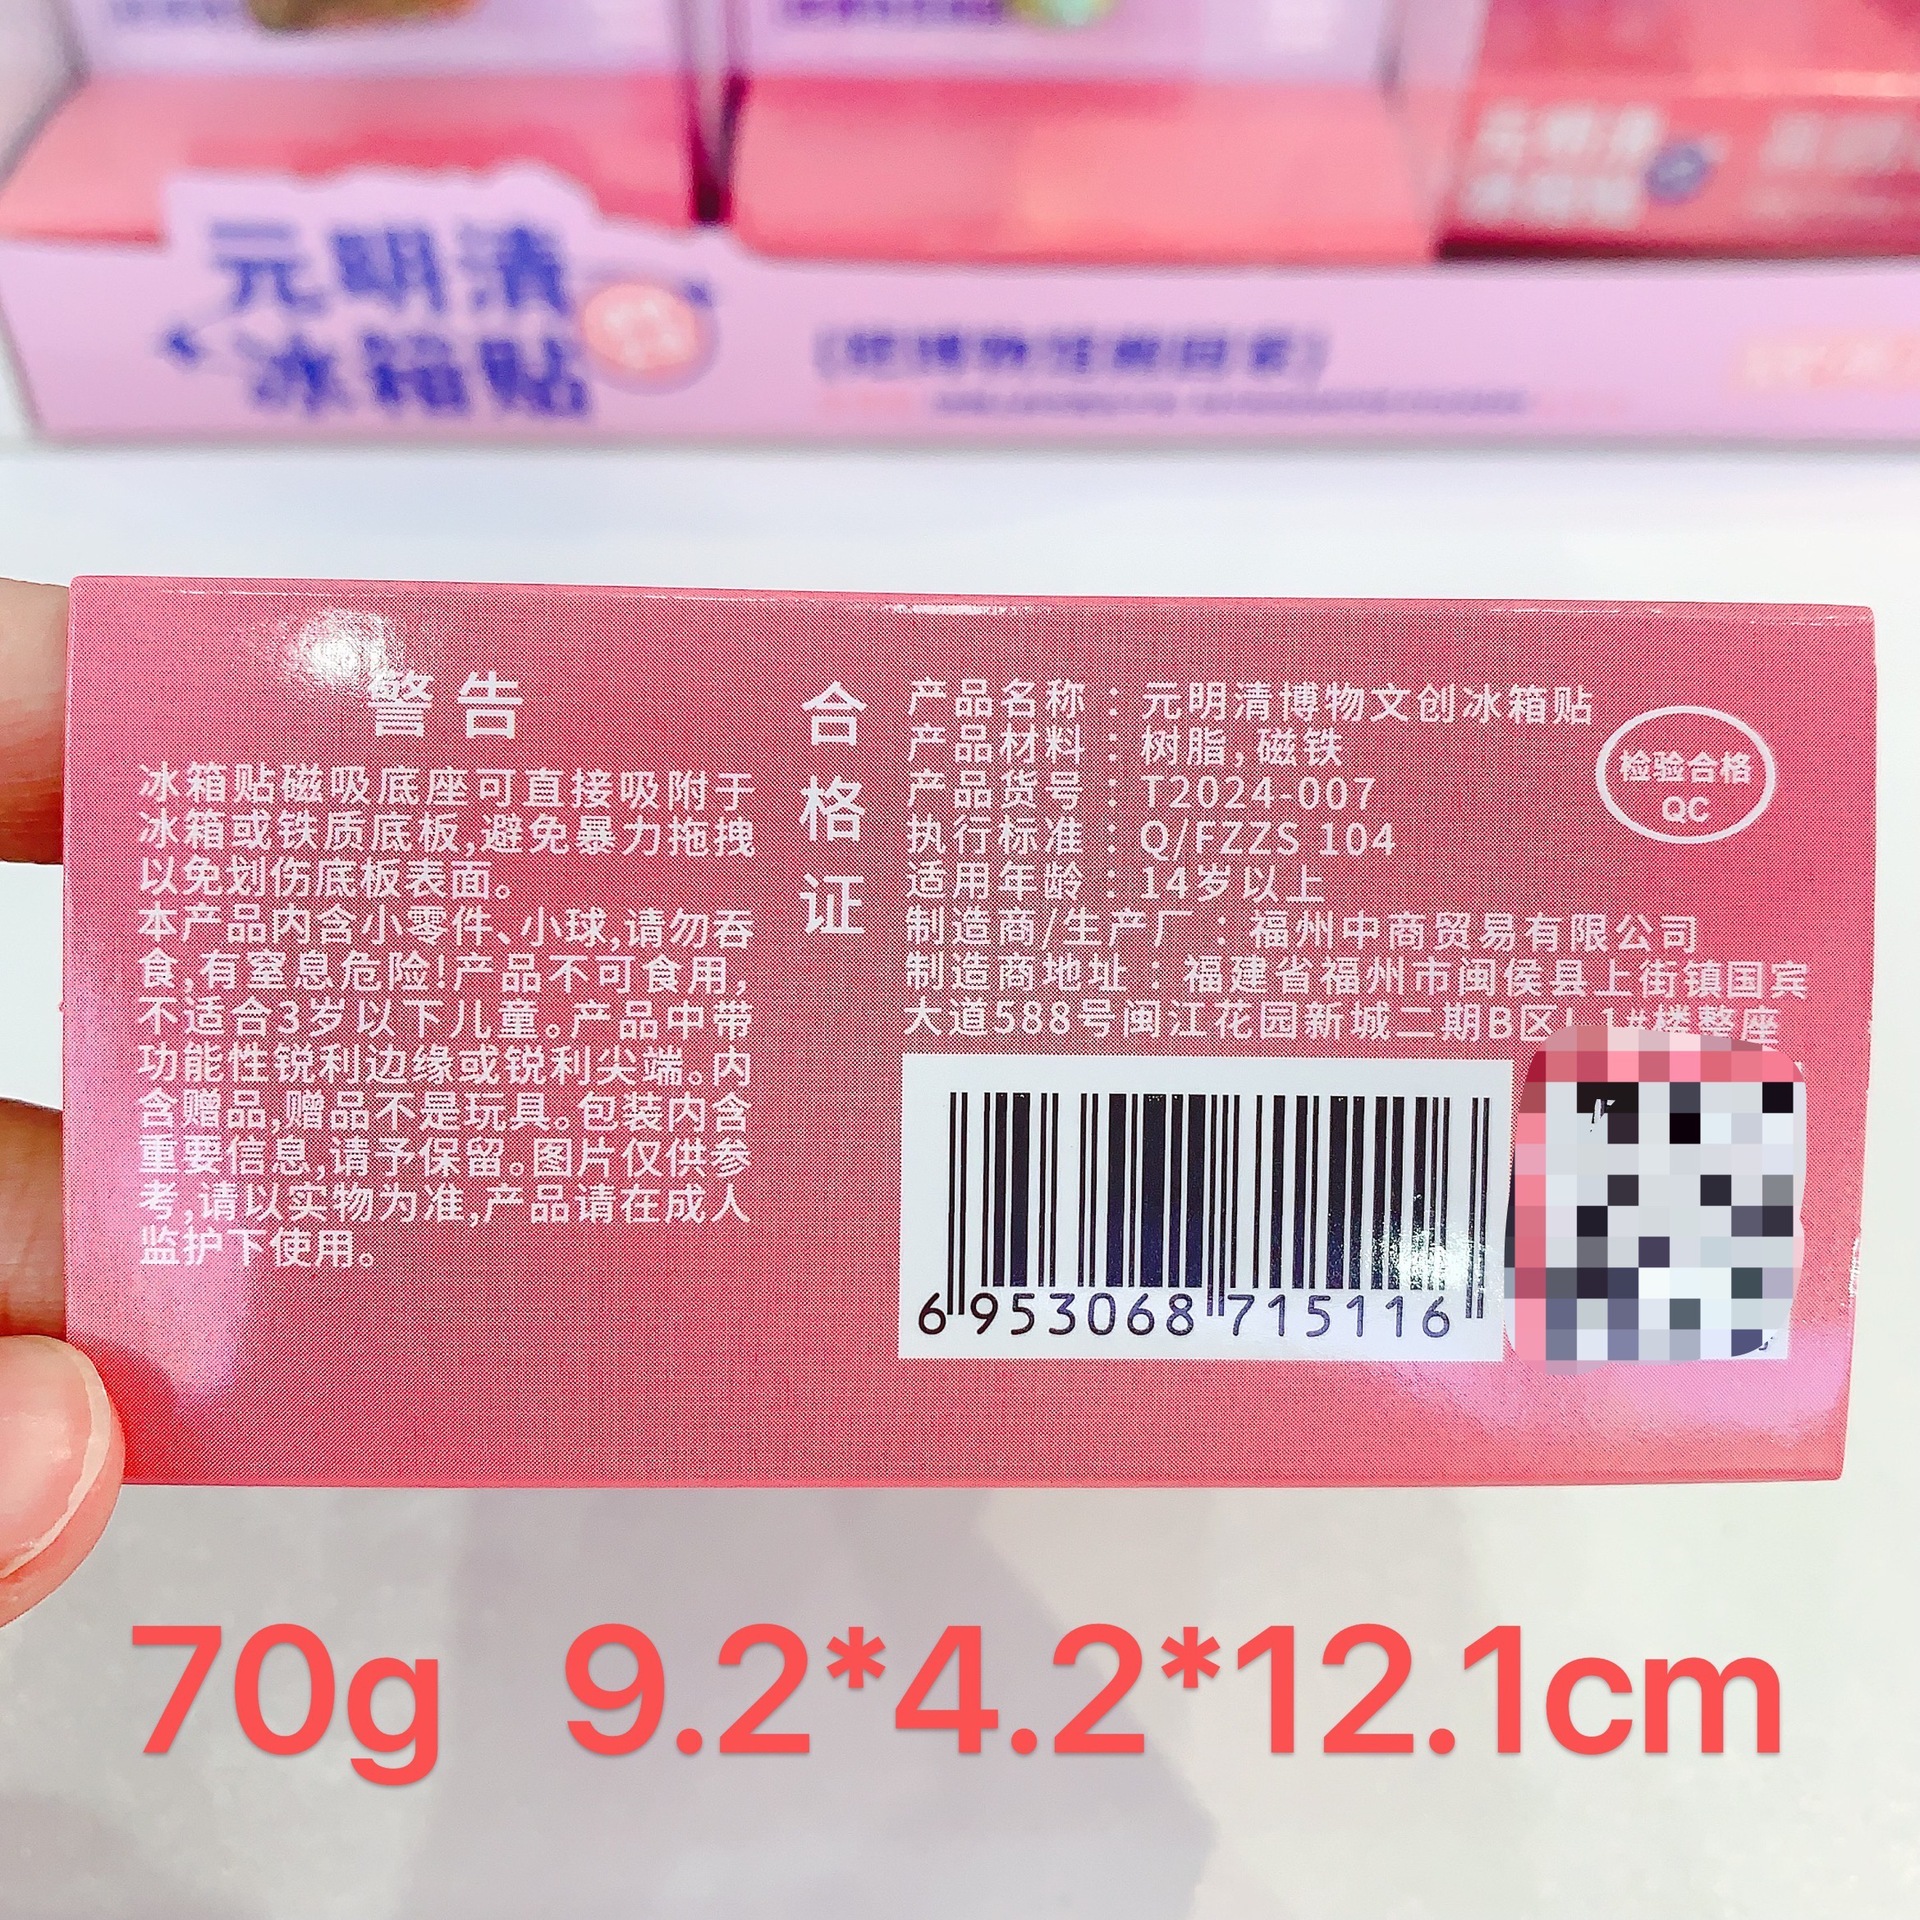 元明清
冰箱贴
警告
冰箱贴磁吸底座可直接吸附于
冰箱或铁质底板,避免暴力拖拽
以免划伤底板表面。
本产品内含小零件、小球,请勿吞
食,有窒息危险!产品不可食用,
不适合3岁以下儿童。产品中带
功能性锐利边缘或锐利尖端。内
含赠品,赠品不是玩具。包装内含
重要信息,请予保留。图片仅供参
考,请以实物为准,产品请在成人
监护下使用。
合格证
产品名称：元明清博物文创冰箱贴
产品材料：树脂,磁铁
产品货号：T2024-007
执行标准：Q/FZZS 104
适用年龄：14岁以上
制造商/生产厂：福州中商贸易有限公司
制造商地址：福建省福州市闽侯县上街镇国宾
大道588号闽江花园新城二期B区L1#楼整座
检验合格
QC
6953068715116
70g 9.2*4.2*12.1cm